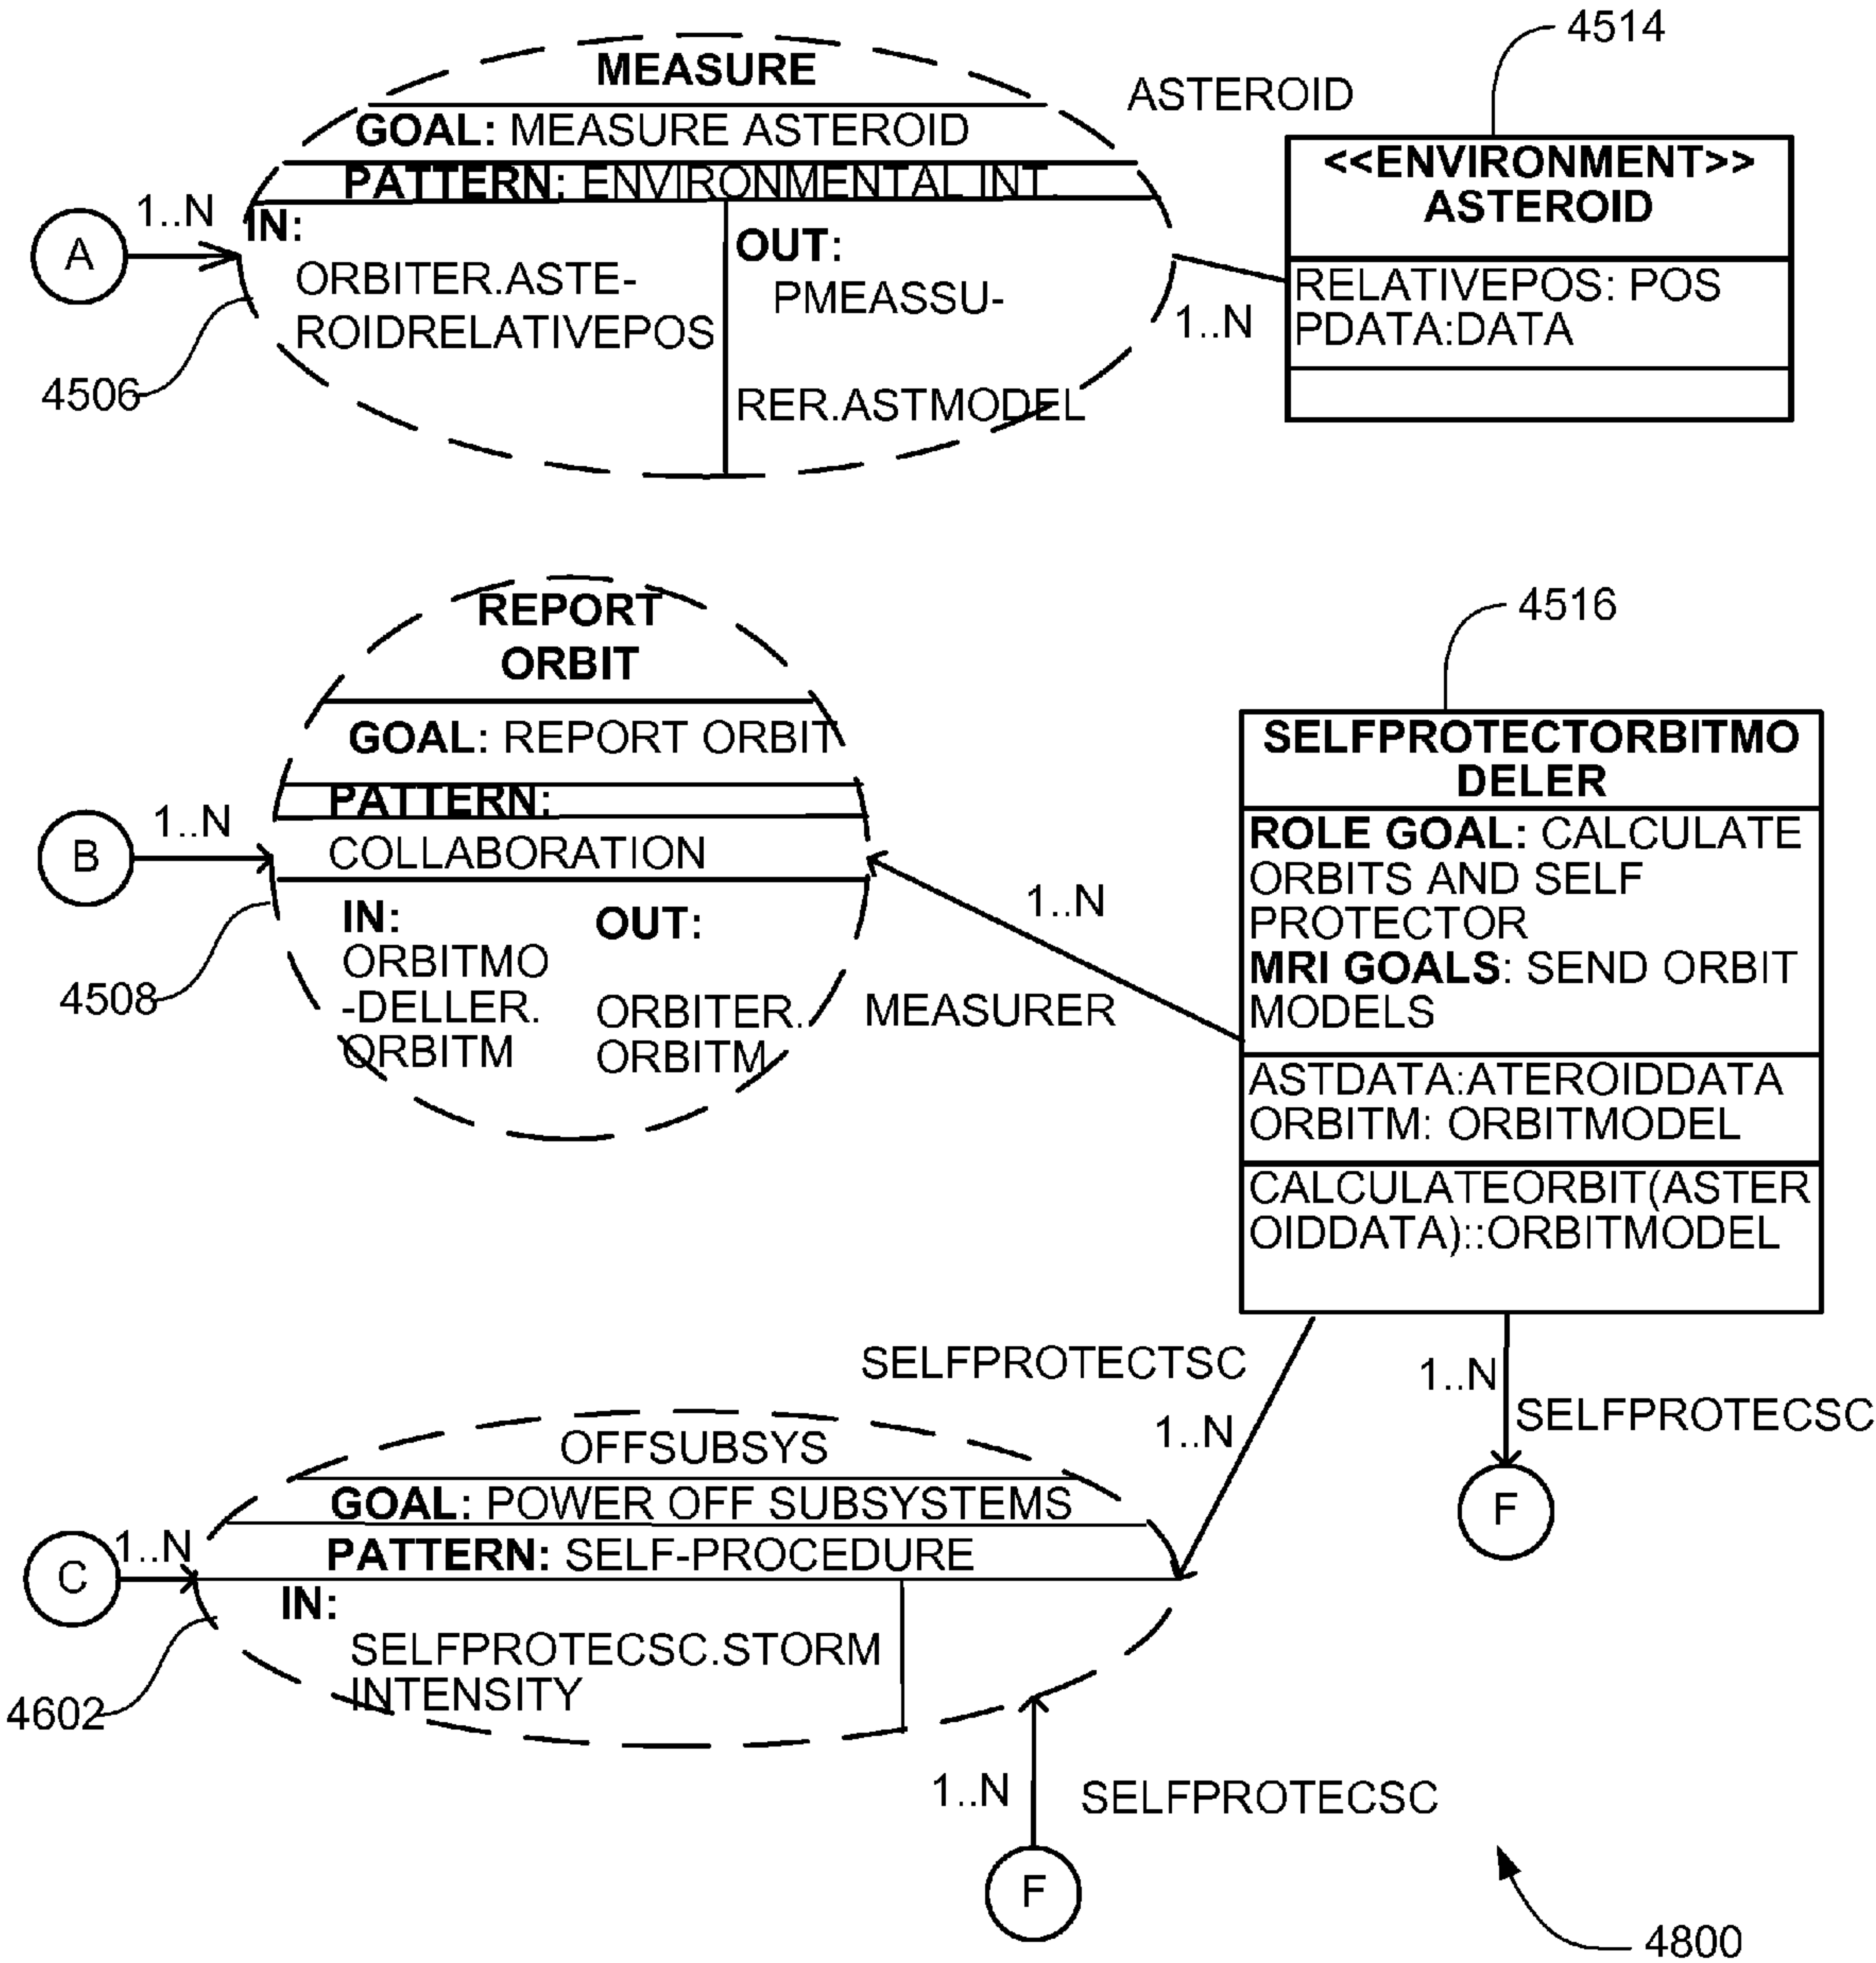 4514
MEASURE
ASTEROID
GOAL: MEASURE ASTEROID
<<ENVIRONMENT>>
ASTEROID
PATTERN: ENVIRONMENTAL INT.
1..N
A
IN:
ORBITER.ASTE-
ROIDRELATIVEPOS
OUT:
PMEASSU-
RER.ASTMODEL
1..N
RELATIVEPOS: POS
PDATA:DATA
4506
REPORT
ORBIT
4516
GOAL: REPORT ORBIT
PATTERN:
COLLABORATION
1..N
B
IN:
ORBITMO
-DELLER.
ORBITM
OUT:
ORBITER.
ORBITM
4508
1..N
MEASURER
SELFPROTECTORBITMO
DELER
ROLE GOAL: CALCULATE
ORBITS AND SELF
PROTECTOR
MRI GOALS: SEND ORBIT
MODELS
ASTDATA:ATEROIDDATA
ORBITM: ORBITMODEL
CALCULATEORBIT(ASTER
OIDDATA)::ORBITMODEL
SELFPROTECTSC
1..N
1..N
SELFPROTECSC
F
OFFSUBSYS
GOAL: POWER OFF SUBSYSTEMS
PATTERN: SELF-PROCEDURE
1..N
C
IN:
SELFPROTECSC.STORM
INTENSITY
4602
1..N
SELFPROTECSC
F
4800